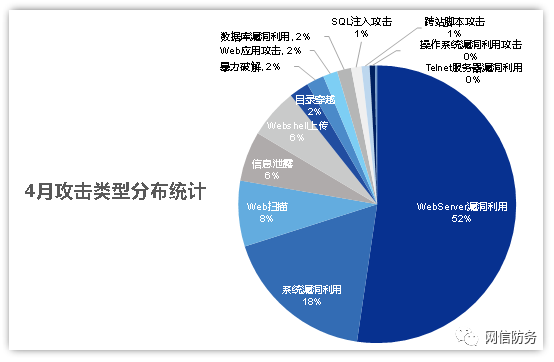 SQL注入攻击
1%
跨站脚本攻击
数据库漏洞利用, 2%
Web应用攻击, 2%
暴力破解, 2%
操作系统漏洞利用攻击
0%
Telnet服务器漏洞利用
0%
目录穿越
2%
Webshell上传
6%
信息泄露
6%
4月攻击类型分布统计
Web扫描
8%
WebServer漏洞利用
52%
系统漏洞利用
18%
网信防务